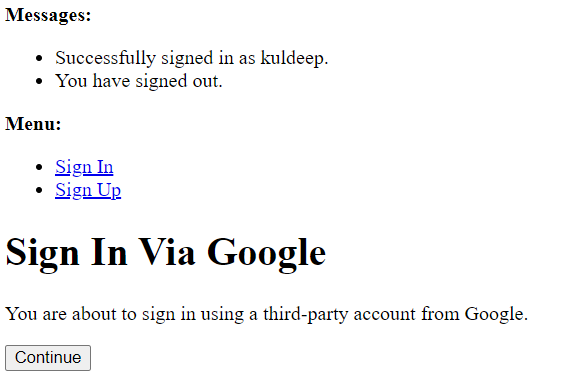 Messages:
Successfully signed in as kuldeep.
You have signed out.
Menu:
Sign In
Sign Up
Sign In Via Google
You are about to sign in using a third-party account from Google.
Continue